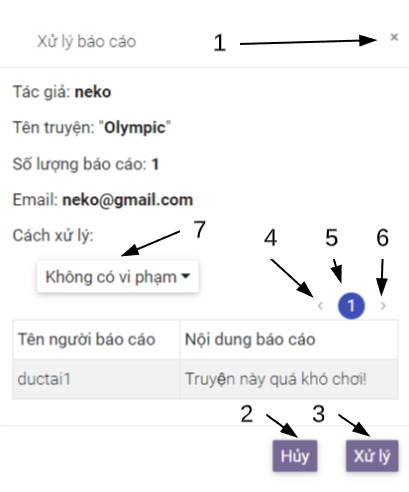 Xử lý báo cáo 1 ×
Tác giả: neko
Tên truyện: "Olympic"
Số lượng báo cáo: 1
Email: neko@gmail.com
Cách xử lý: 7
4 5 6
Không có vi phạm
‹ 1 ›
Tên người báo cáo Nội dung báo cáo
ductai1 Truyện này quá khó chơi!
2 3
Hủy Xử lý